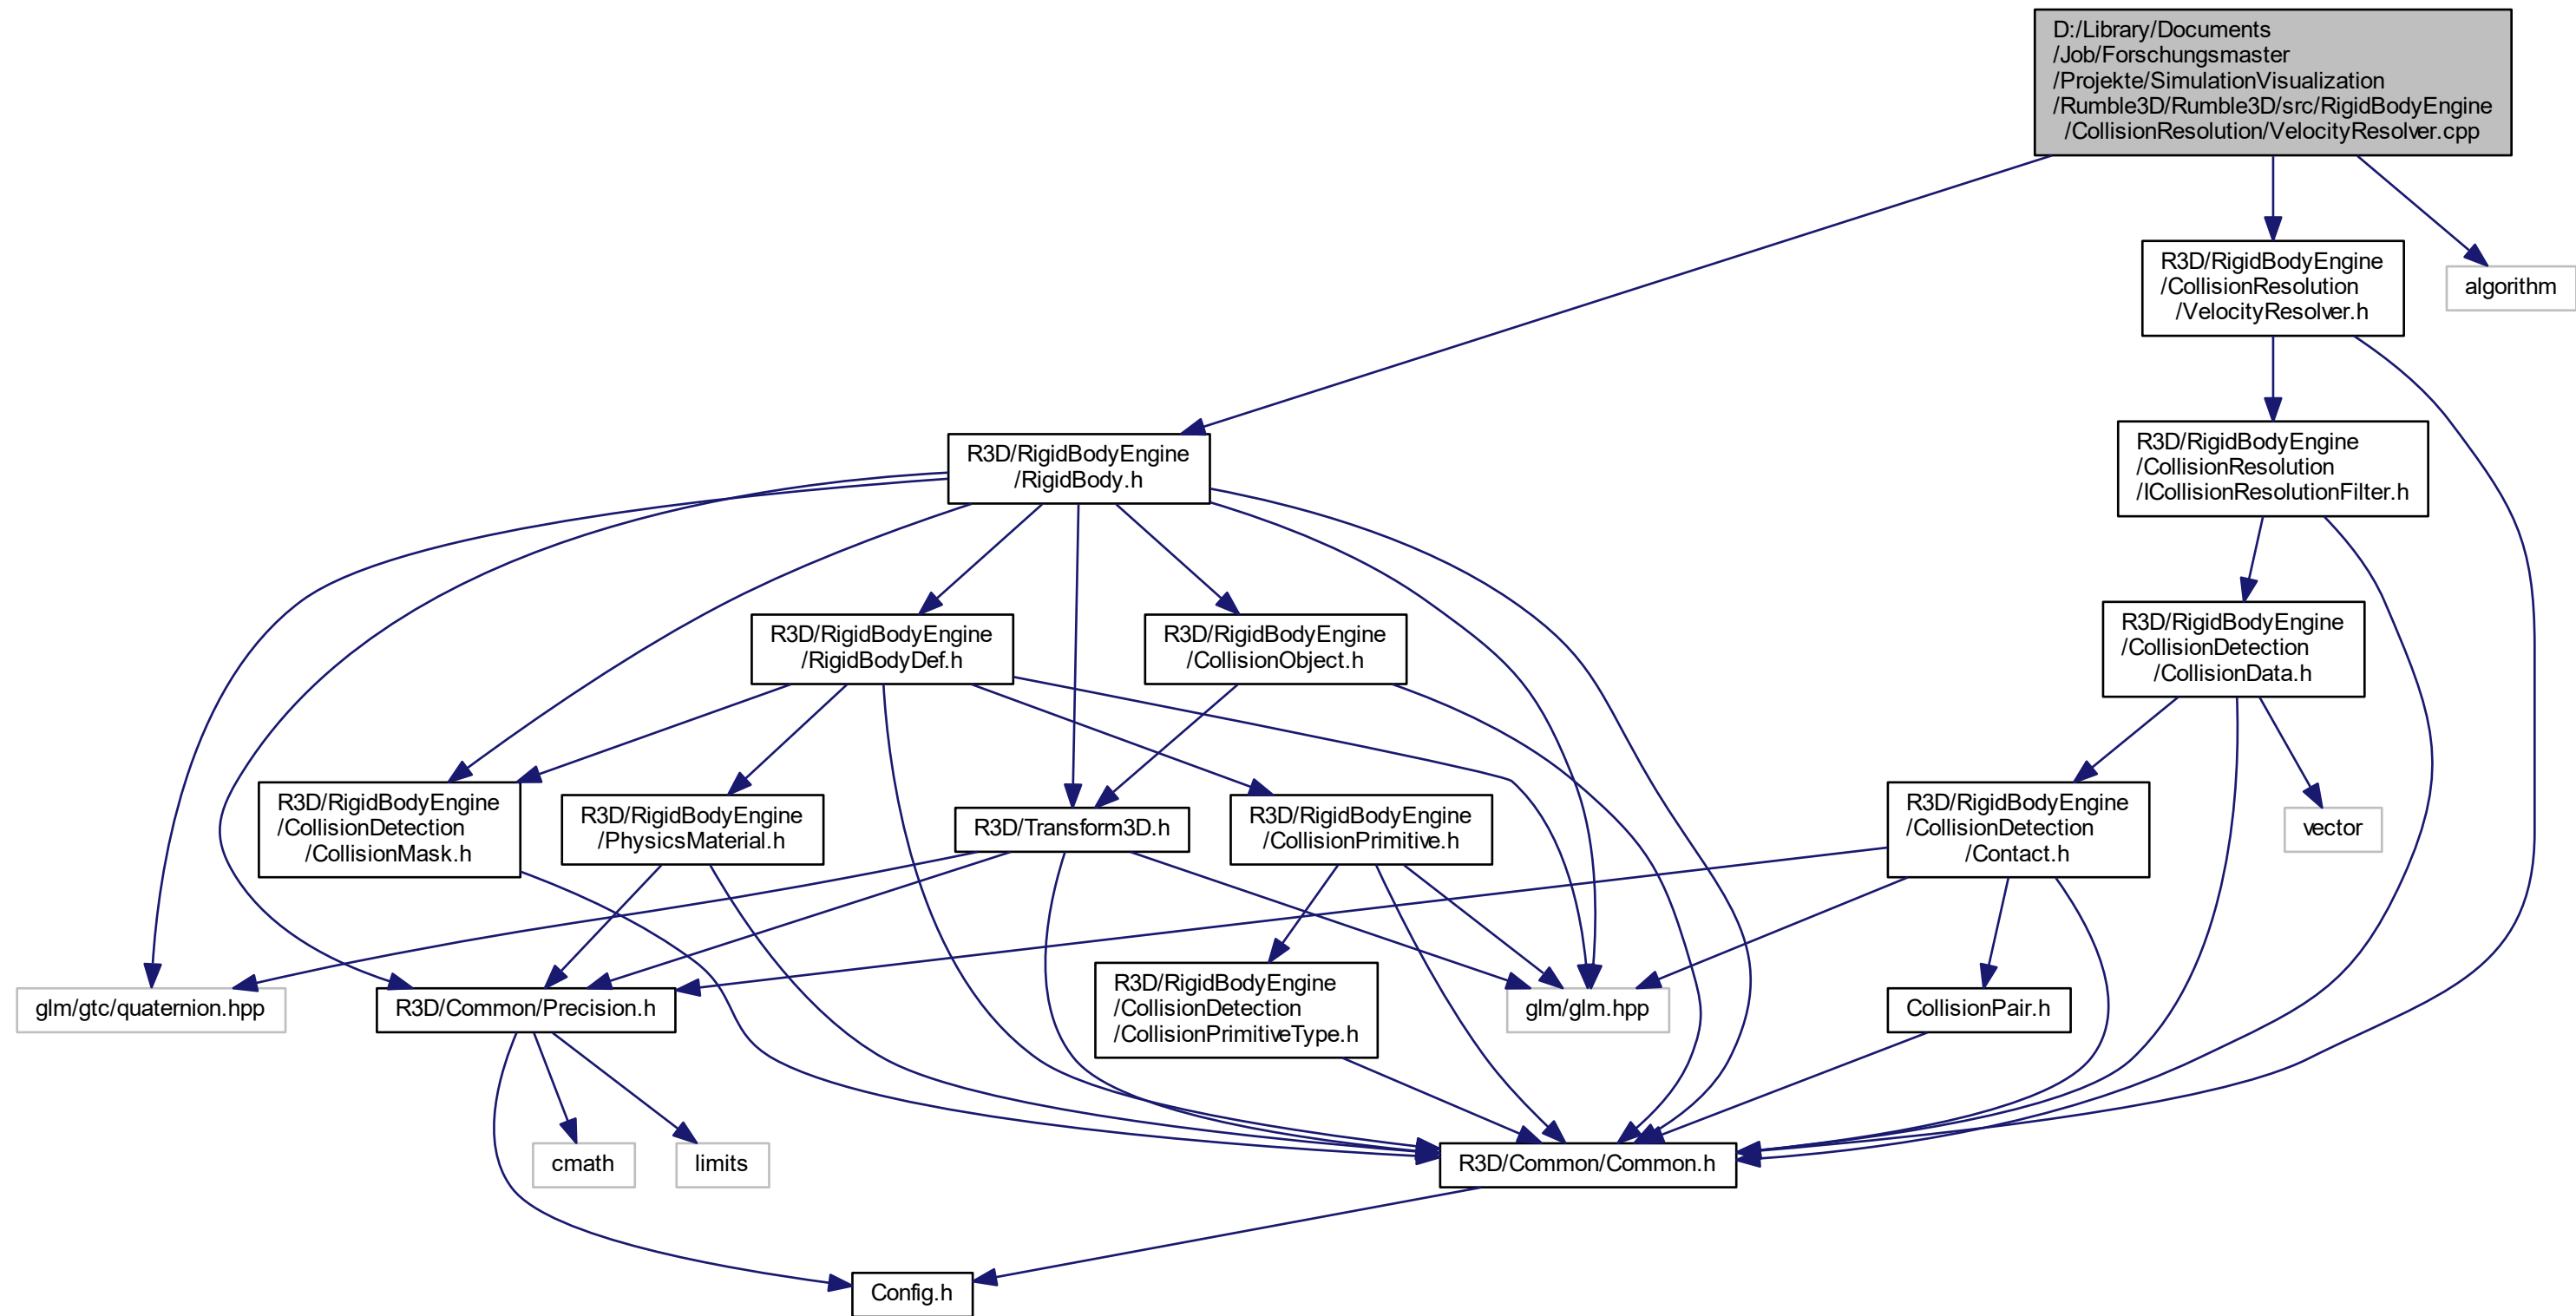 D:/Library/Documents
/Job/Forschungsmaster
/Projekte/SimulationVisualization
/Rumble3D/Rumble3D/src/RigidBodyEngine
/CollisionResolution/VelocityResolver.cpp
R3D/RigidBodyEngine
/CollisionResolution
/VelocityResolver.h
algorithm
R3D/RigidBodyEngine
/RigidBody.h
R3D/RigidBodyEngine
/CollisionResolution
/ICollisionResolutionFilter.h
R3D/RigidBodyEngine
/RigidBodyDef.h
R3D/RigidBodyEngine
/CollisionObject.h
R3D/RigidBodyEngine
/CollisionDetection
/CollisionData.h
R3D/RigidBodyEngine
/CollisionDetection
/CollisionMask.h
R3D/RigidBodyEngine
/PhysicsMaterial.h
R3D/Transform3D.h
R3D/RigidBodyEngine
/CollisionPrimitive.h
R3D/RigidBodyEngine
/CollisionDetection
/Contact.h
vector
glm/gtc/quaternion.hpp
R3D/Common/Precision.h
R3D/RigidBodyEngine
/CollisionDetection
/CollisionPrimitiveType.h
glm/glm.hpp
CollisionPair.h
cmath
limits
R3D/Common/Common.h
Config.h